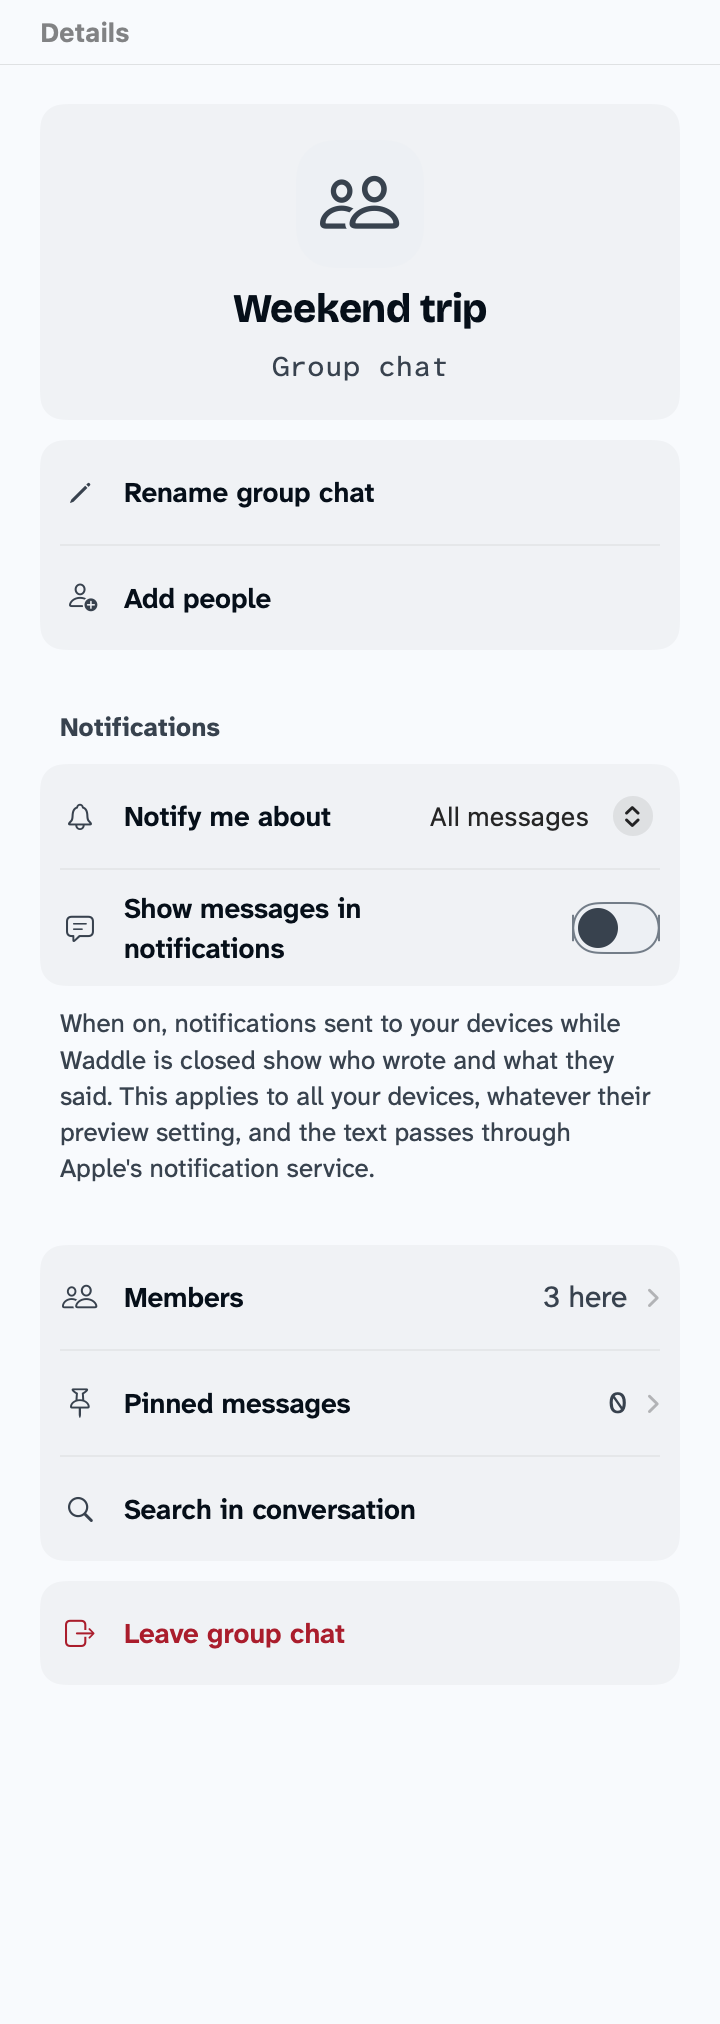 Details
Weekend trip
Group chat
Rename group chat
Add people
Notifications
Notify me about All messages
Show messages in
notifications
When on, notifications sent to your devices while
Waddle is closed show who wrote and what they
said. This applies to all your devices, whatever their
preview setting, and the text passes through
Apple's notification service.
Members 3 here
Pinned messages 0
Search in conversation
Leave group chat